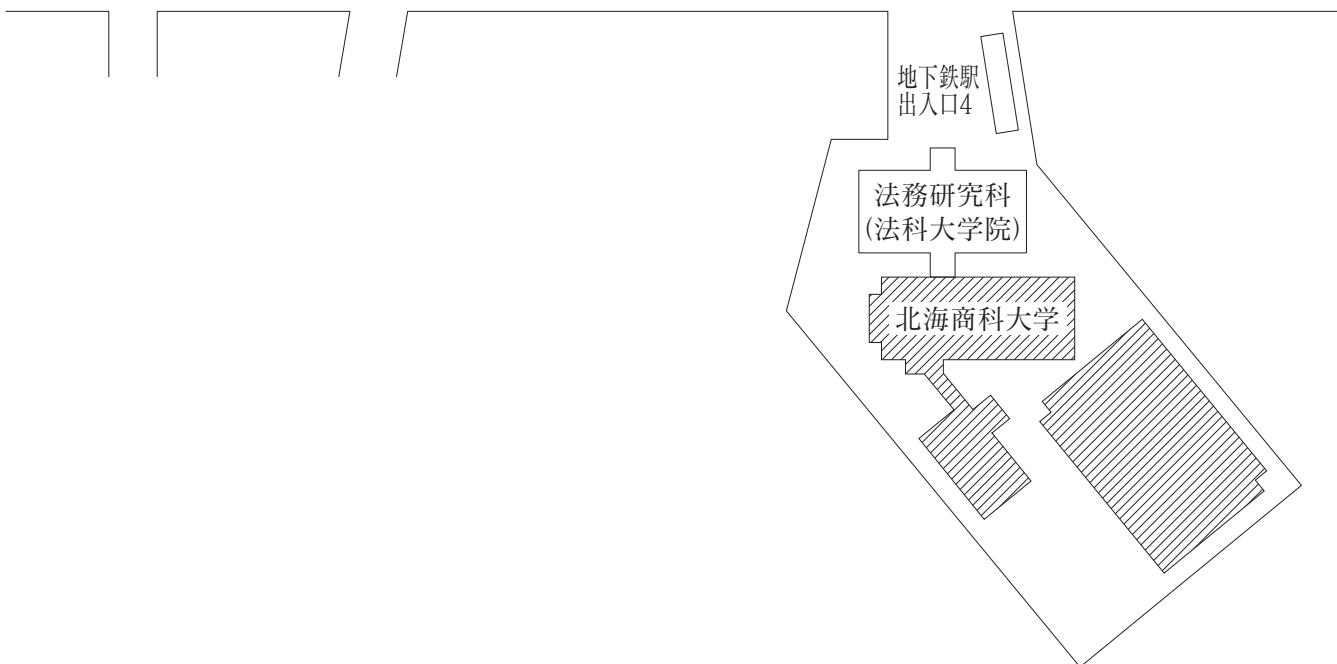 地下鉄駅
出入口4
法務研究科
(法科大学院)
北海商科大学